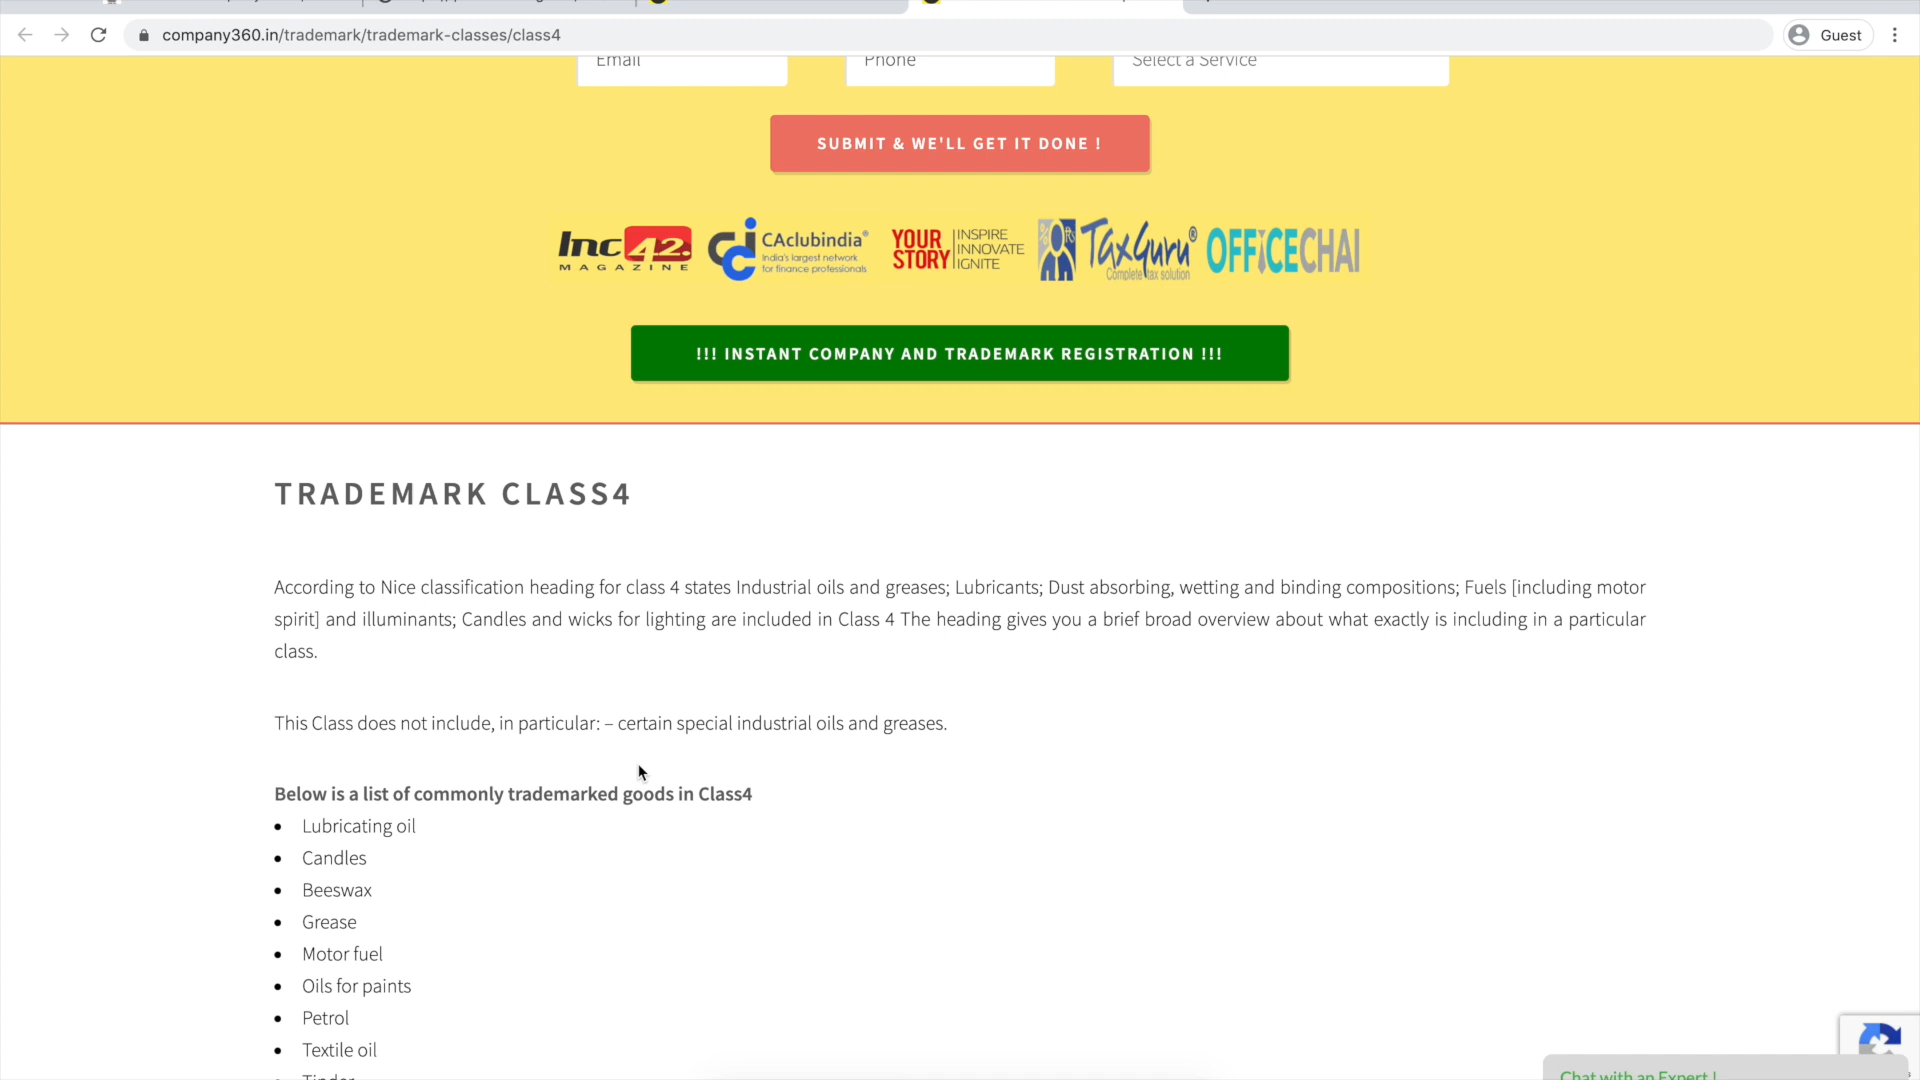 company360.in/trademark/trademark-classes/class4
Guest
Email
Phone
Select a Service
SUBMIT & WE'LL GET IT DONE !
Inc42.
MAGAZINE
CAclubindia®
India's largest network
for finance professionals
YOUR STORY
INSPIRE
INNOVATE
IGNITE
TaxGuru®
Complete tax solution
OFFICECHAI
!!! INSTANT COMPANY AND TRADEMARK REGISTRATION !!!
TRADEMARK CLASS4
According to Nice classification heading for class 4 states Industrial oils and greases; Lubricants; Dust absorbing, wetting and binding compositions; Fuels [including motor
spirit] and illuminants; Candles and wicks for lighting are included in Class 4 The heading gives you a brief broad overview about what exactly is including in a particular
class.
This Class does not include, in particular: – certain special industrial oils and greases.
Below is a list of commonly trademarked goods in Class4
• Lubricating oil
• Candles
• Beeswax
• Grease
• Motor fuel
• Oils for paints
• Petrol
• Textile oil
• Tinder
Chat with an Expert !